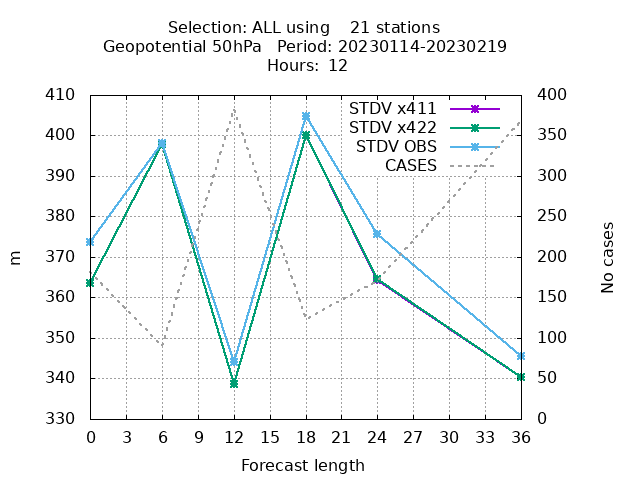 Selection: ALL using    21 stations
Geopotential 50hPa   Period: 20230114-20230219
Hours: 12
STDV x411
STDV x422
STDV OBS
CASES
410
400
390
380
370
360
350
340
330
400
350
300
250
200
150
100
50
0
m
No cases
0 3 6 9 12 15 18 21 24 27 30 33 36
Forecast length